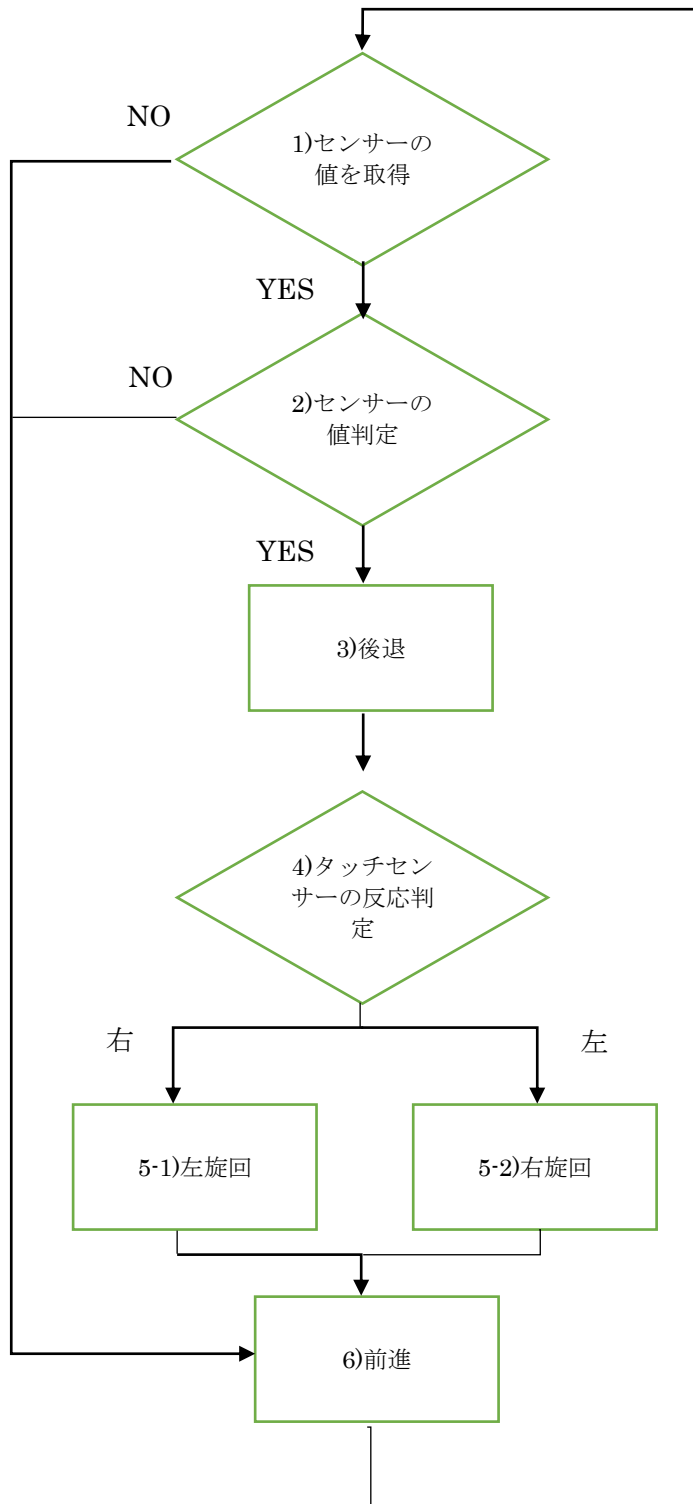 NO
1)センサーの
値を取得
YES
NO
2)センサーの
値判定
YES
3)後退
4)タッチセン
サーの反応判
定
右
左
5-1)左旋回
5-2)右旋回
6)前進